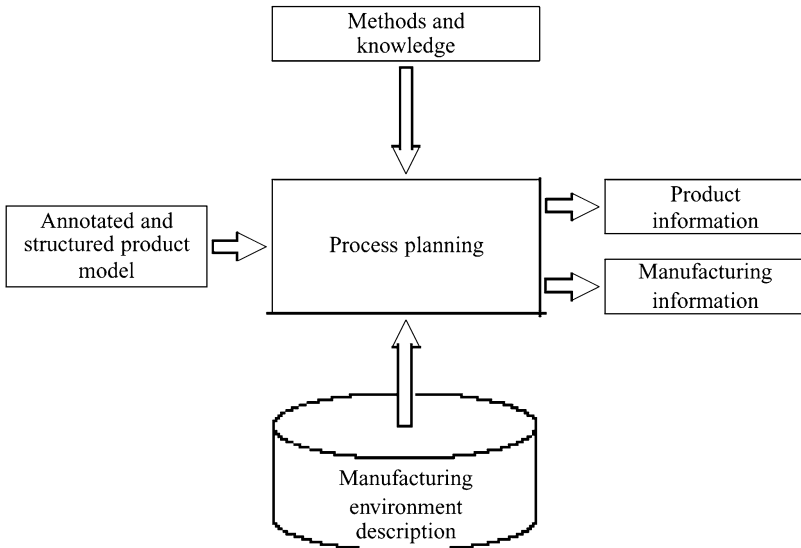 Methods and
knowledge
Annotated and
structured product
model
Process planning
Product
information
Manufacturing
information
Manufacturing
environment
description